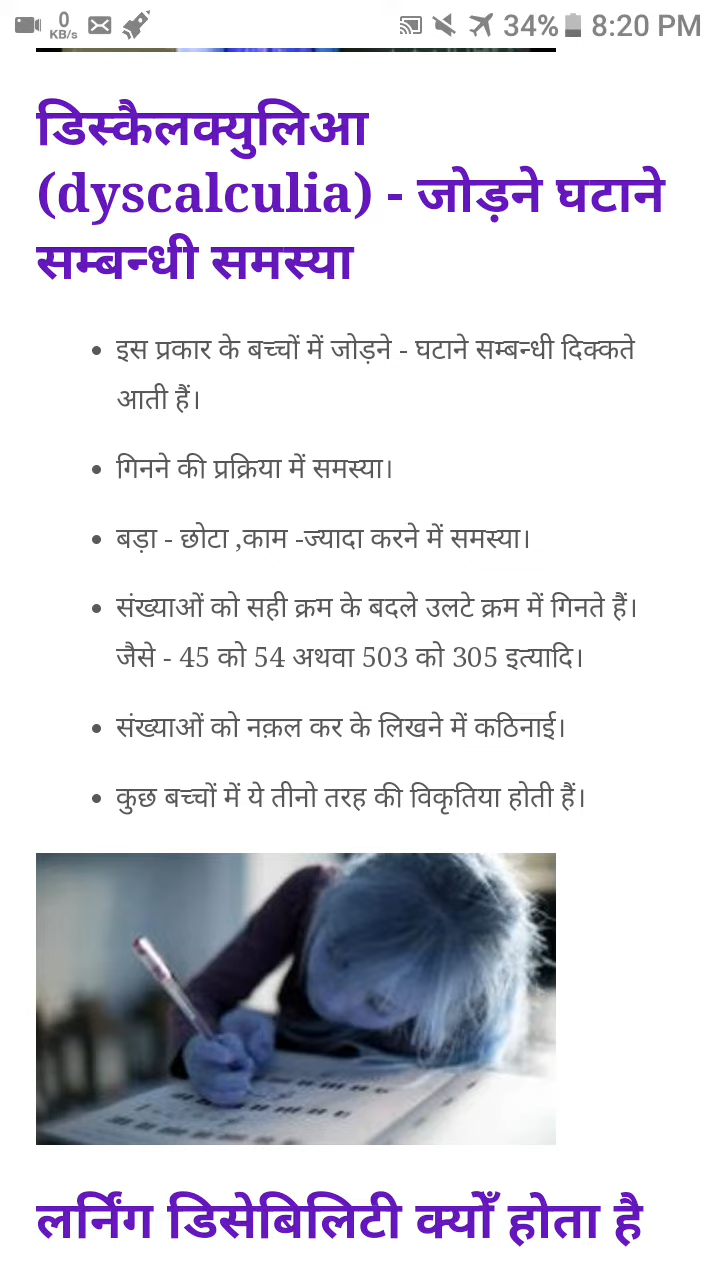 0
KB/s
34%
8:20 PM
डिस्कैलक्युलिआ
(dyscalculia) - जोड़ने घटाने
सम्बन्धी समस्या
• इस प्रकार के बच्चों में जोड़ने - घटाने सम्बन्धी दिक्कते
आती हैं।
• गिनने की प्रक्रिया में समस्या।
• बड़ा - छोटा ,काम -ज्यादा करने में समस्या।
• संख्याओं को सही क्रम के बदले उलटे क्रम में गिनते हैं।
जैसे - 45 को 54 अथवा 503 को 305 इत्यादि।
• संख्याओं को नक़ल कर के लिखने में कठिनाई।
• कुछ बच्चों में ये तीनो तरह की विकृतिया होती हैं।
लर्निंग डिसेबिलिटी क्योँ होता है